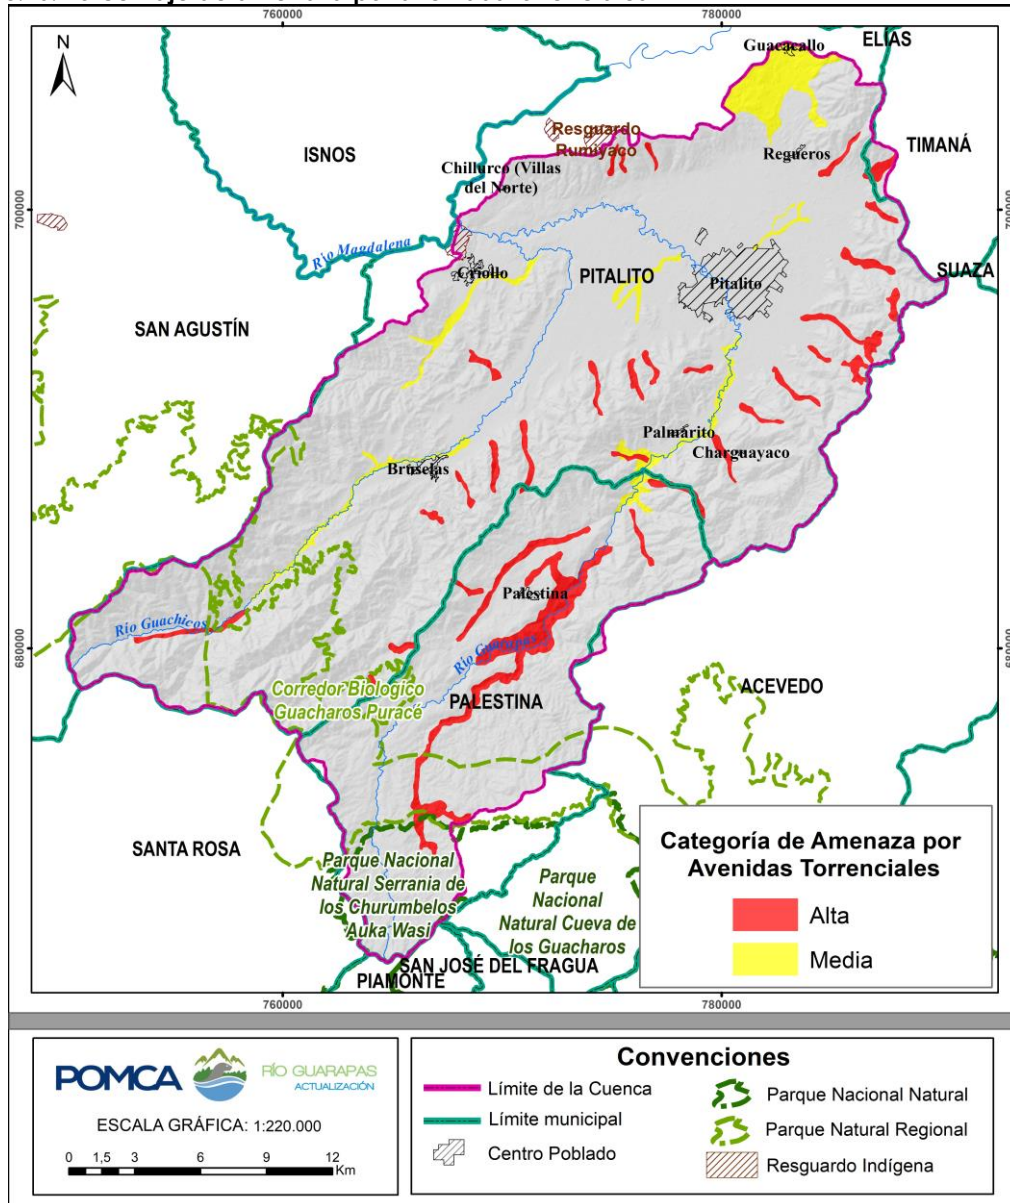 760000
780000
N
Guacacallo
ELIAS
ISNOS
Resguardo
Rumiyaco
TIMANÁ
Regueros
Chillurco (Villas
del Norte)
700000
700000
Río Magdalena
Criollo
PITALITO
Pitalito
SUAZA
SAN AGUSTÍN
Palmarito
Charguayaco
Bruselas
Palestina
Río Guachicos
Río Guarapas
680000
680000
Corredor Biologico
Guacharos Puracé
PALESTINA
ACEVEDO
SANTA ROSA
Parque Nacional
Natural Serrania de
los Churumbelos
Auka Wasi
Parque
Nacional
Natural Cueva de
los Guacharos
SAN JOSÉ DEL FRAGUA
PIAMONTE
Categoría de Amenaza por
Avenidas Torrenciales
Alta
Media
760000
780000
POMCA
RÍO GUARAPAS
ACTUALIZACIÓN
ESCALA GRÁFICA: 1:220.000
0 1,5 3 6 9 12
Km
Convenciones
Límite de la Cuenca
Límite municipal
Centro Poblado
Parque Nacional Natural
Parque Natural Regional
Resguardo Indígena